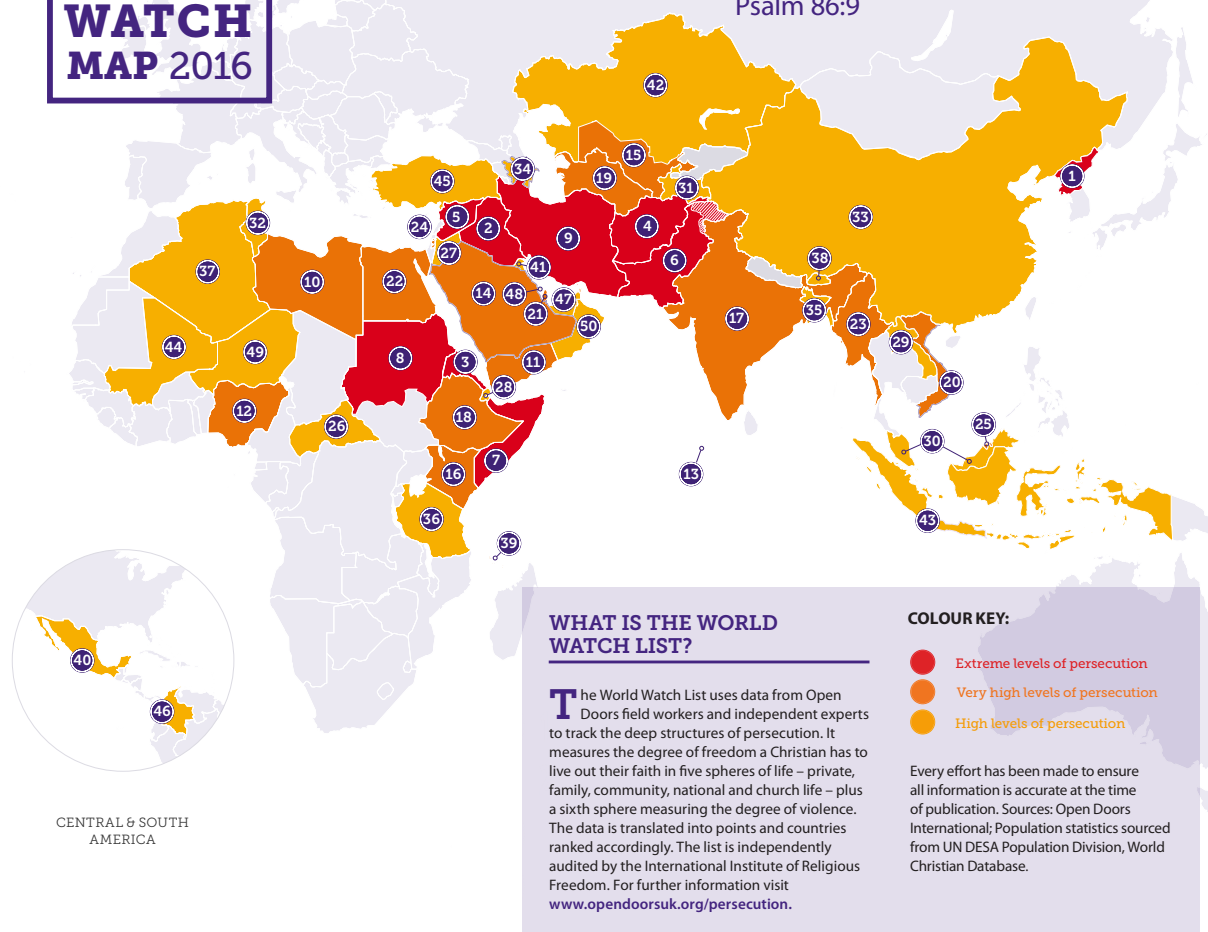 WATCH
MAP 2016
Psalm 86:9
42
1
15
34
19
45
31
5
32
24
2
4
33
9
27
6
38
41
37
10
22
14
48
47
35
21
17
23
50
44
49
8
3
11
29
28
20
12
18
26
25
30
7
16
13
36
43
39
40
46
CENTRAL & SOUTH
AMERICA
WHAT IS THE WORLD
WATCH LIST?
The World Watch List uses data from Open
Doors field workers and independent experts
to track the deep structures of persecution. It
measures the degree of freedom a Christian has to
live out their faith in five spheres of life – private,
family, community, national and church life – plus
a sixth sphere measuring the degree of violence.
The data is translated into points and countries
ranked accordingly. The list is independently
audited by the International Institute of Religious
Freedom. For further information visit
www.opendoorsuk.org/persecution.
COLOUR KEY:
Extreme levels of persecution
Very high levels of persecution
High levels of persecution
Every effort has been made to ensure
all information is accurate at the time
of publication. Sources: Open Doors
International; Population statistics sourced
from UN DESA Population Division, World
Christian Database.